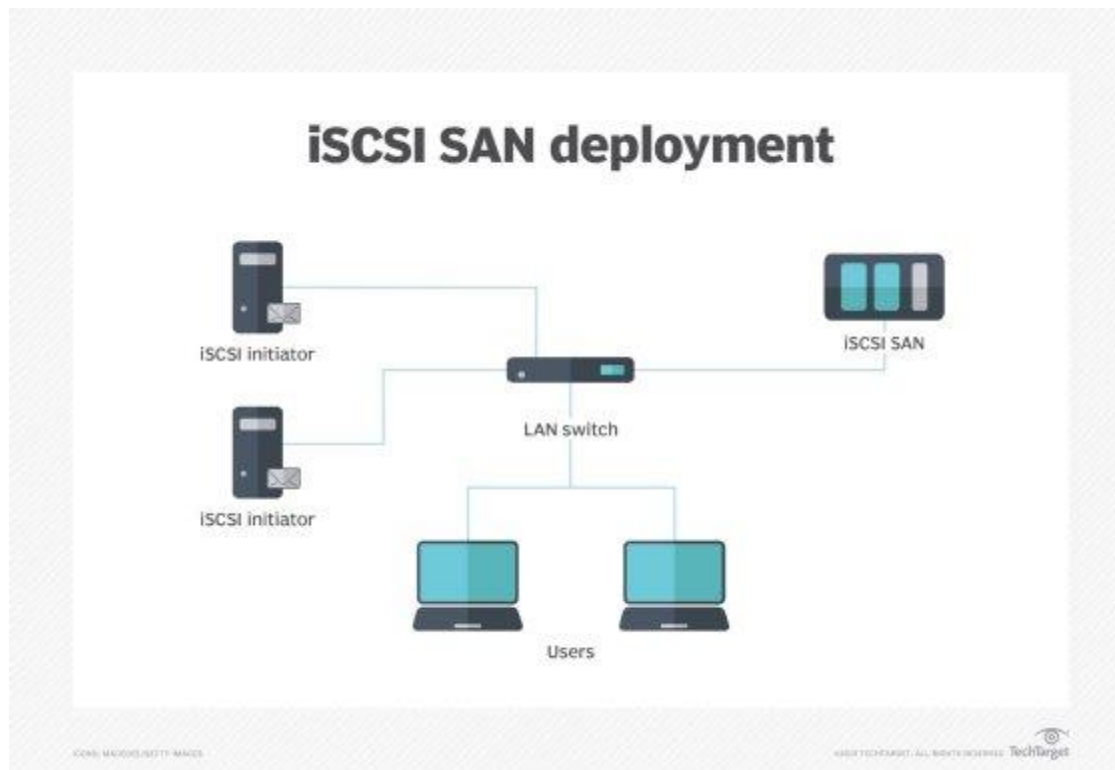 iSCSI SAN deployment
iSCSI initiator
iSCSI SAN
LAN switch
iSCSI initiator
Users
TechTarget